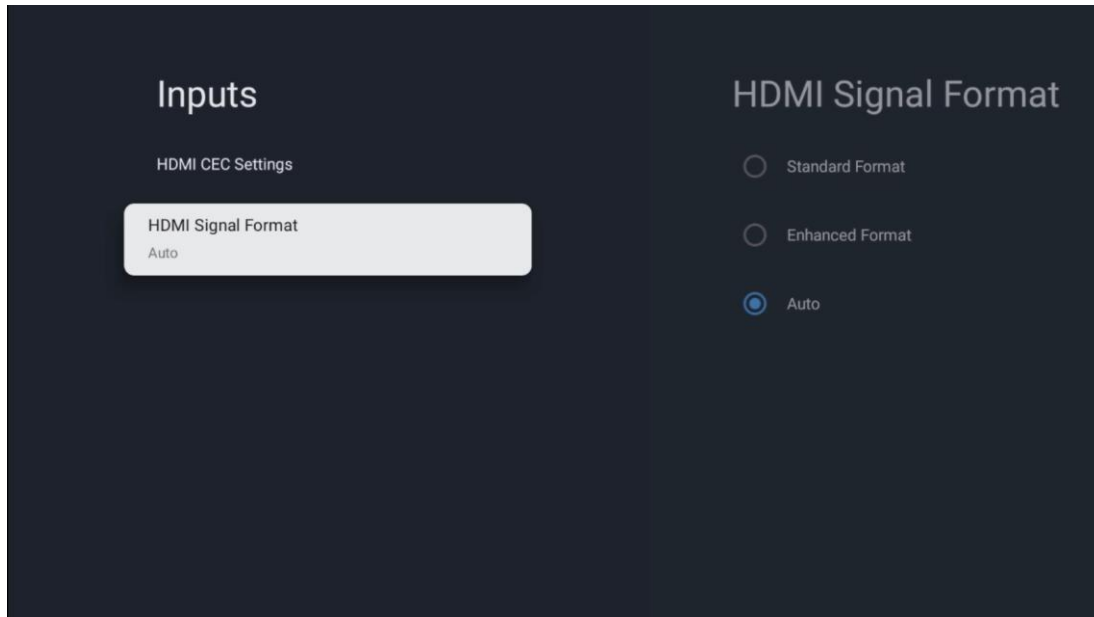 Inputs
HDMI CEC Settings
HDMI Signal Format
Auto
HDMI Signal Format
Standard Format
Enhanced Format
Auto